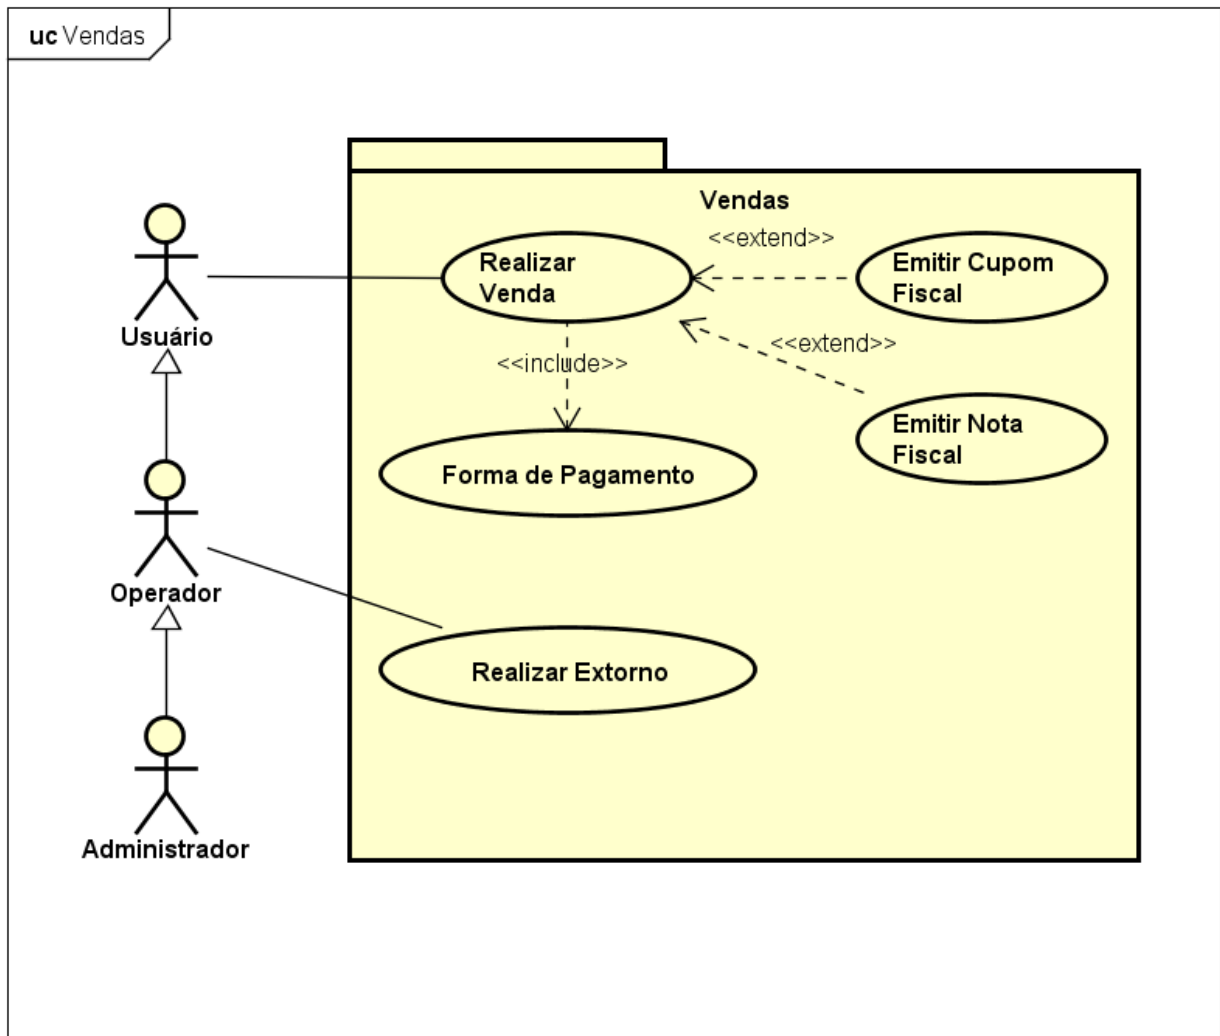 uc Vendas
Vendas
<<extend>>
Realizar
Venda
Emitir Cupom
Fiscal
Usuário
<<include>>
<<extend>>
Emitir Nota
Fiscal
Forma de Pagamento
Operador
Realizar Extorno
Administrador